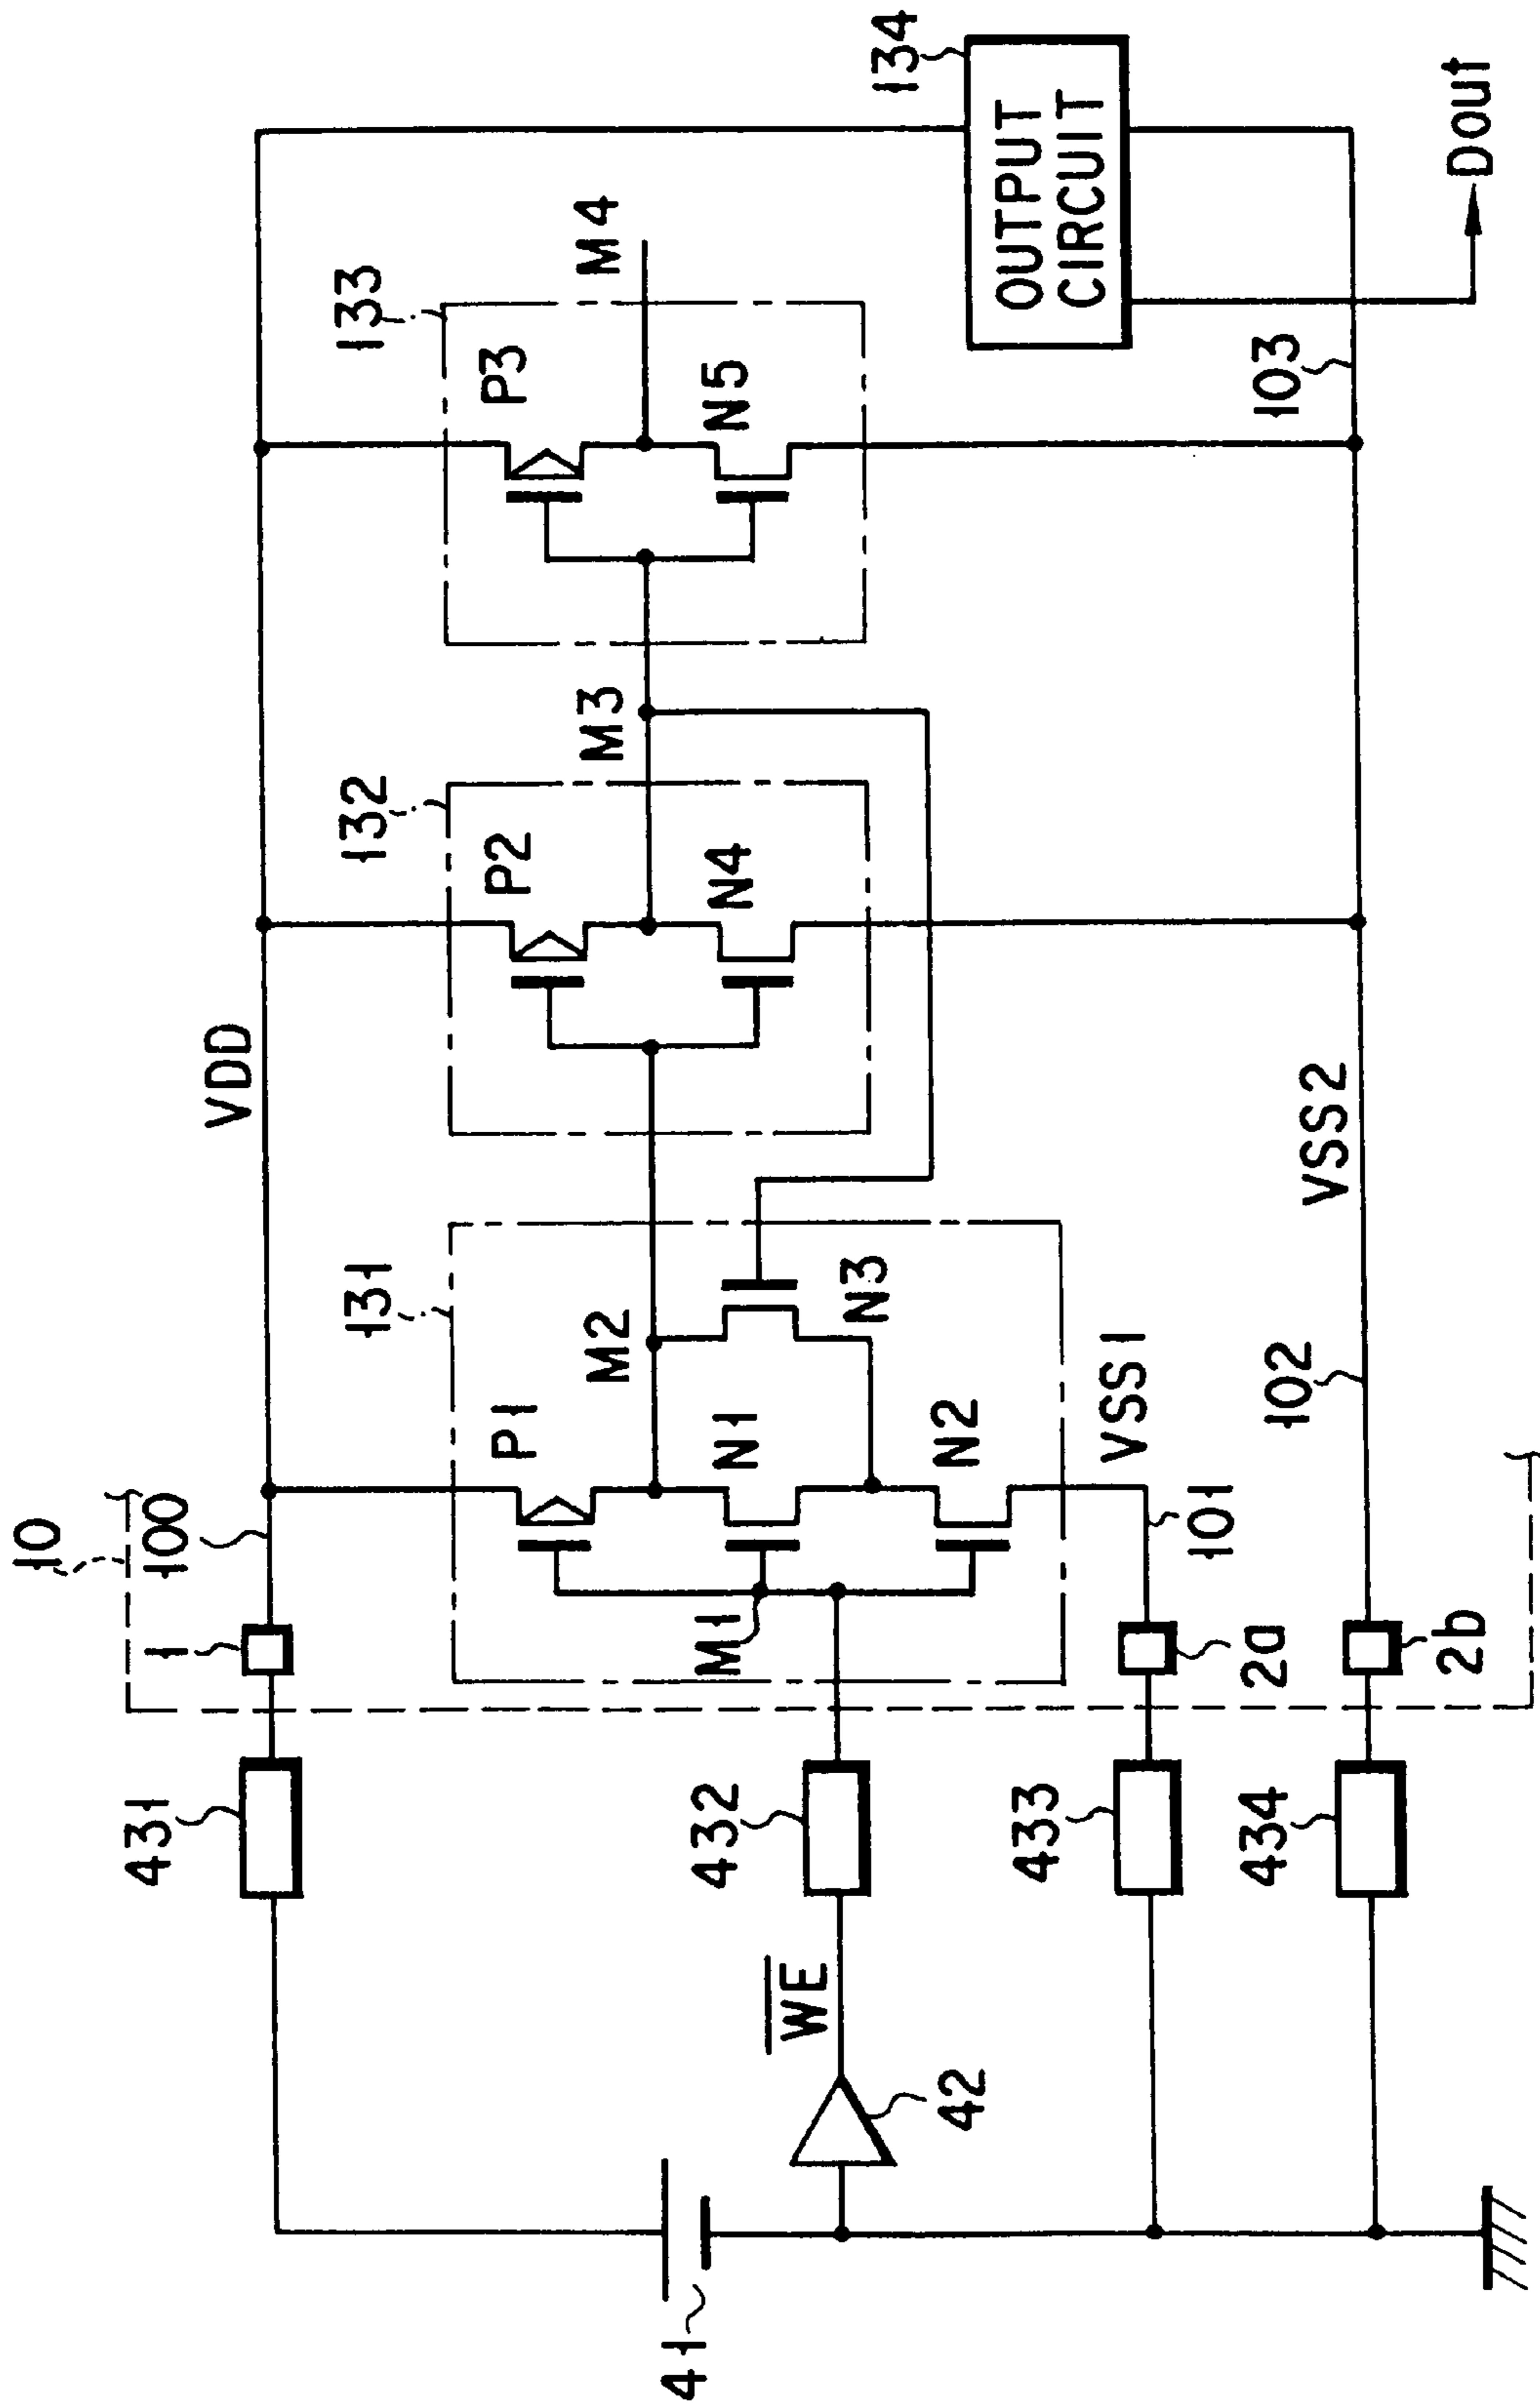 10
100
1
431
VDD
131
P1
M2
N1
M1
N2
N3
VSS1
101
132
P2
N4
M3
133
P3
N5
M4
134
OUTPUT
CIRCUIT
103
Dout
VSS2
102
2a
2b
432
433
434
WE
42
41